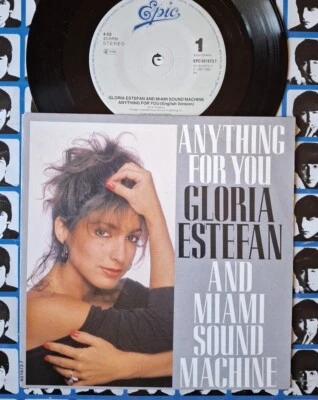 Epic
STEREO
1
GLORIA ESTEFAN AND MIAMI SOUND MACHINE
ANYTHING FOR YOU (English Version)
ANYTHING
FOR YOU
GLORIA
ESTEFAN
AND
MIAMI
SOUND
MACHINE